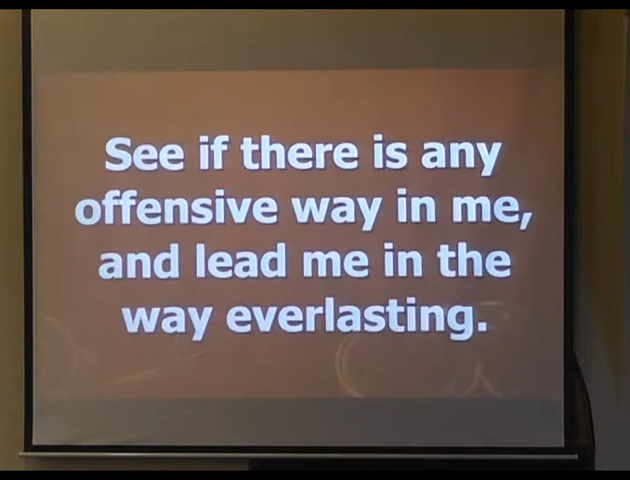 See if there is any
offensive way in me,
and lead me in the
way everlasting.